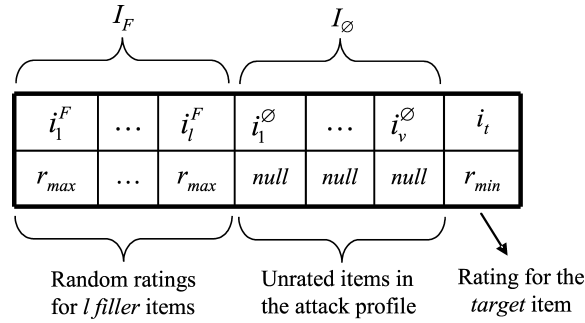 I_F I_∅
i_1^F … i_l^F i_1^∅ … i_v^∅ i_t
r_max … r_max null null null r_min
Random ratings for l filler items
Unrated items in the attack profile
Rating for the target item